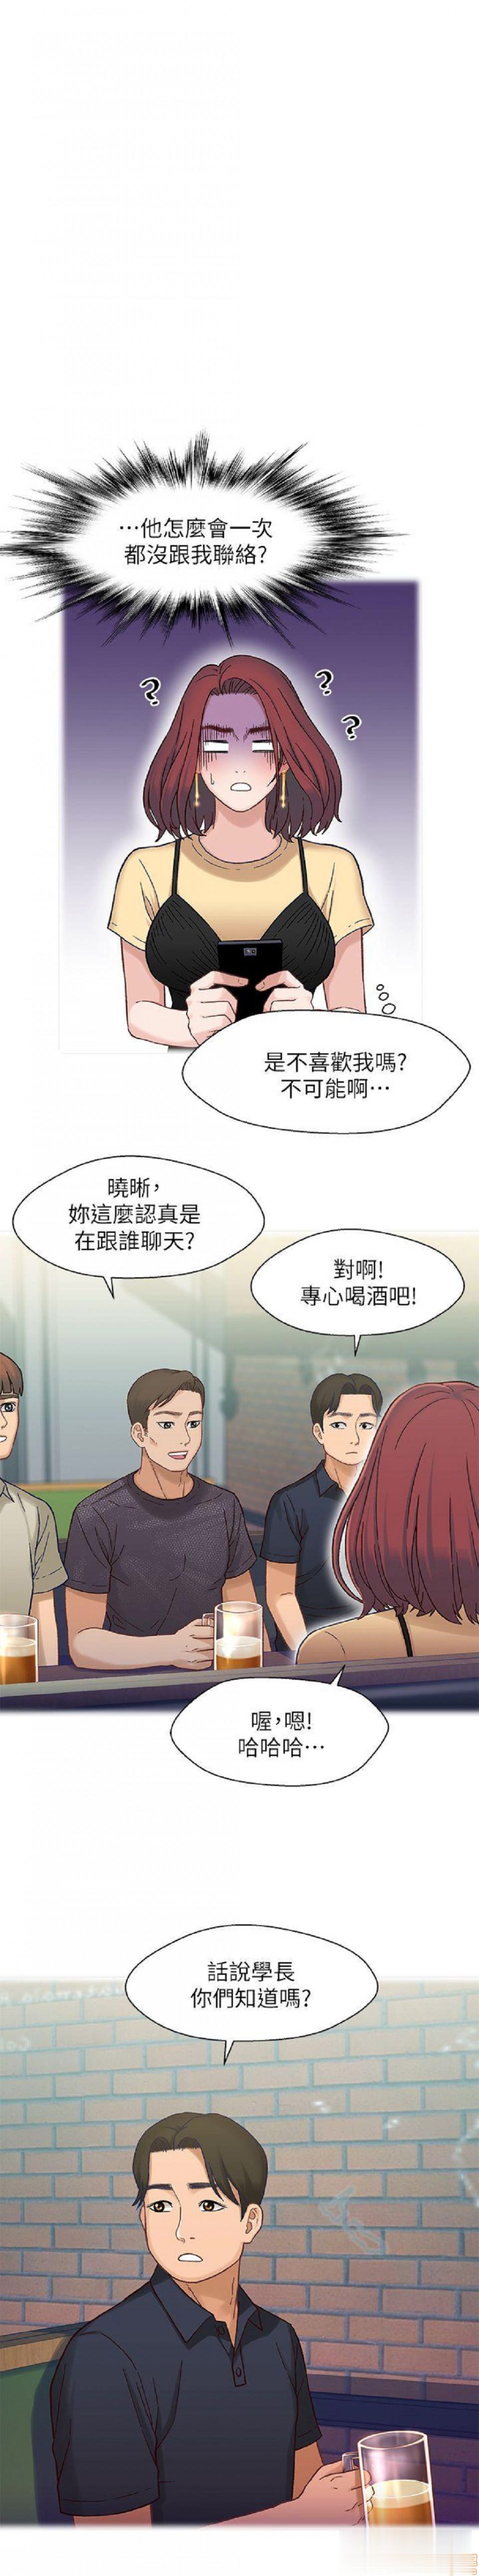 …他怎麼會一次
都沒跟我聯絡?
?
?
?
是不喜歡我嗎?
不可能啊…
曉晰，
妳這麼認真是
在跟誰聊天?
對啊!
專心喝酒吧!
喔，嗯!
哈哈哈…
話說學長
你們知道嗎?